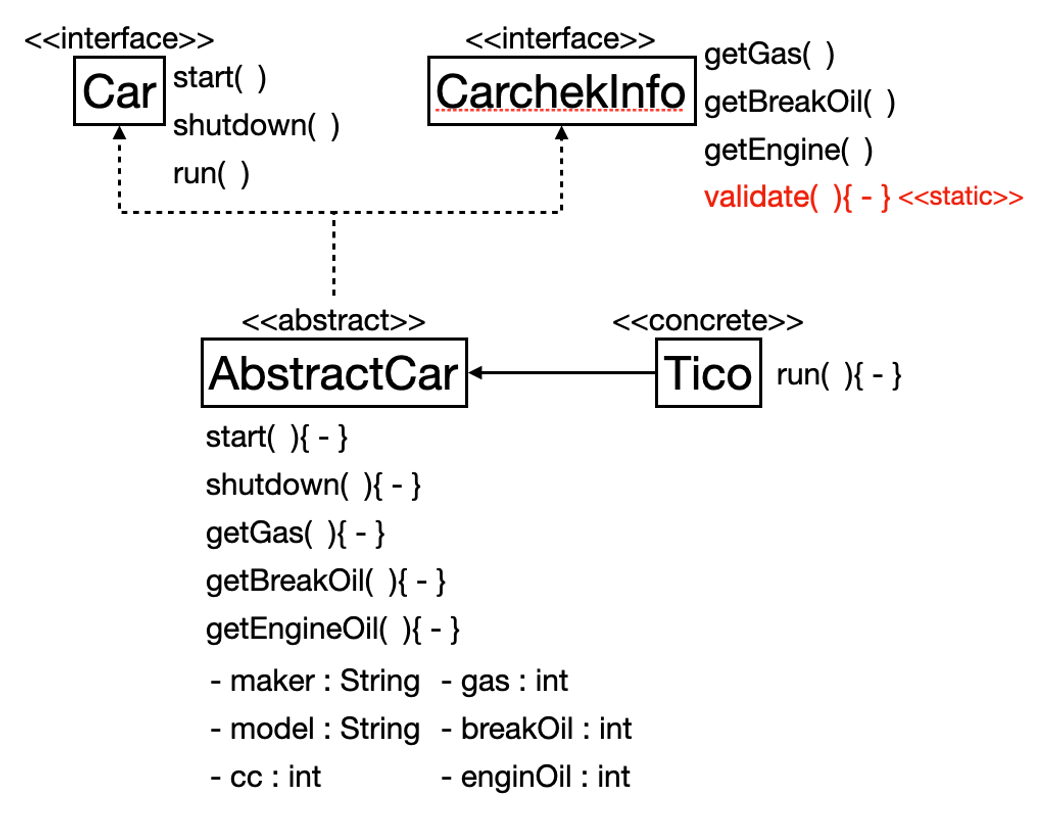 <<interface>>
Car
start( )
shutdown( )
run( )
<<interface>>
CarchekInfo
getGas( )
getBreakOil( )
getEngine( )
validate( ){ - } <<static>>
<<abstract>>
AbstractCar
start( ){ - }
shutdown( ){ - }
getGas( ){ - }
getBreakOil( ){ - }
getEngineOil( ){ - }
- maker : String - gas : int
- model : String - breakOil : int
- cc : int - enginOil : int
<<concrete>>
Tico
run( ){ - }